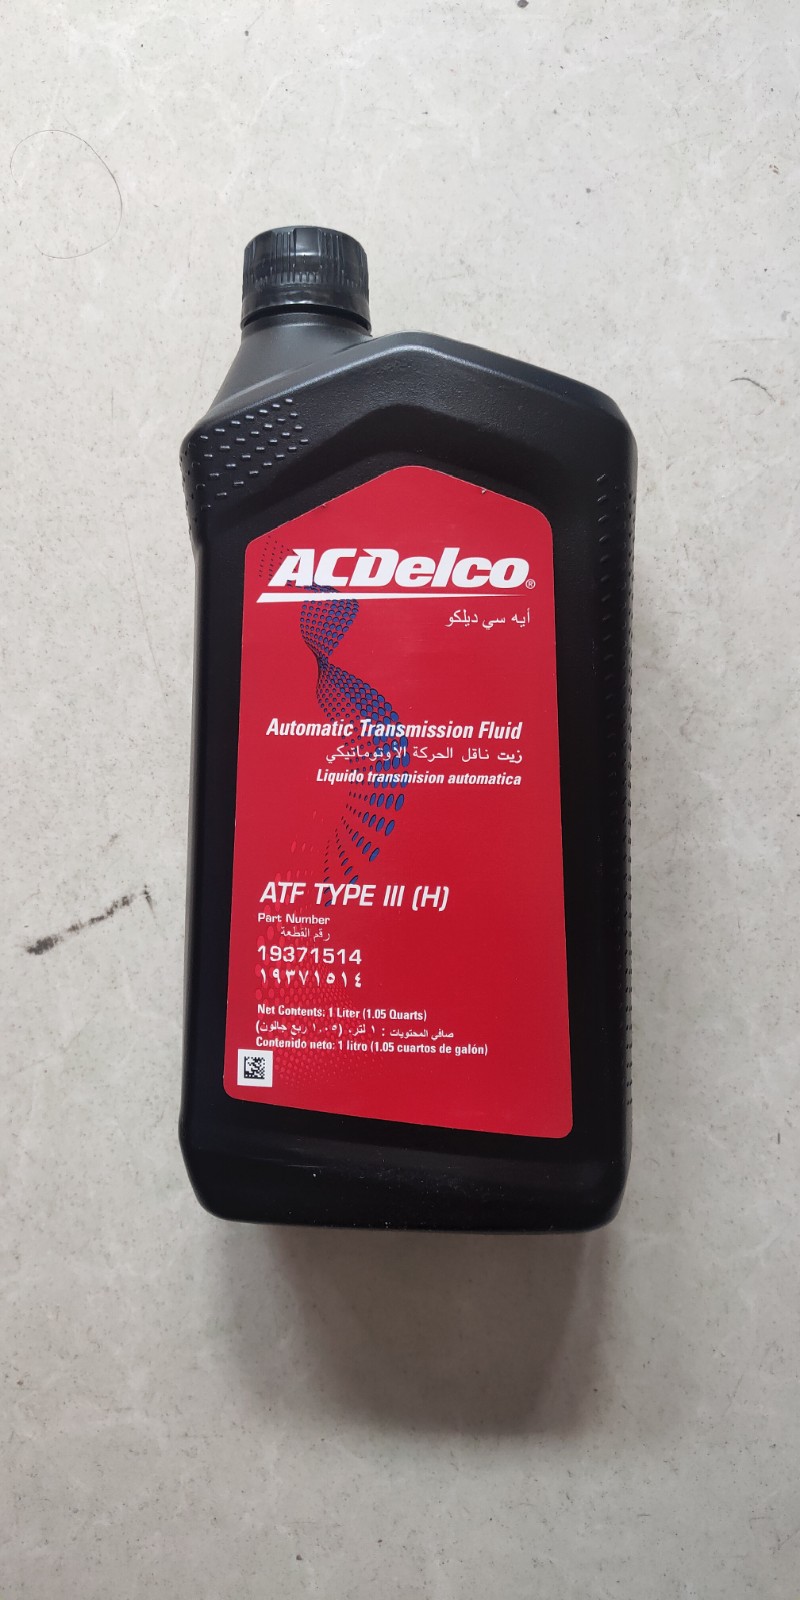 ACDelco®
أيه سي ديلكو
Automatic Transmission Fluid
زيت ناقل الحركة الأوتوماتيكي
Liquido transmision automatica
ATF TYPE III (H)
Part Number
رقم القطعة
19371514
١٩٣٧١٥١٤
Net Contents: 1 Liter (1.05 Quarts)
صافي المحتويات : ١ لتر. (١.٠٥ ربع جالون)
Contenido neto: 1 litro (1.05 cuartos de galón)